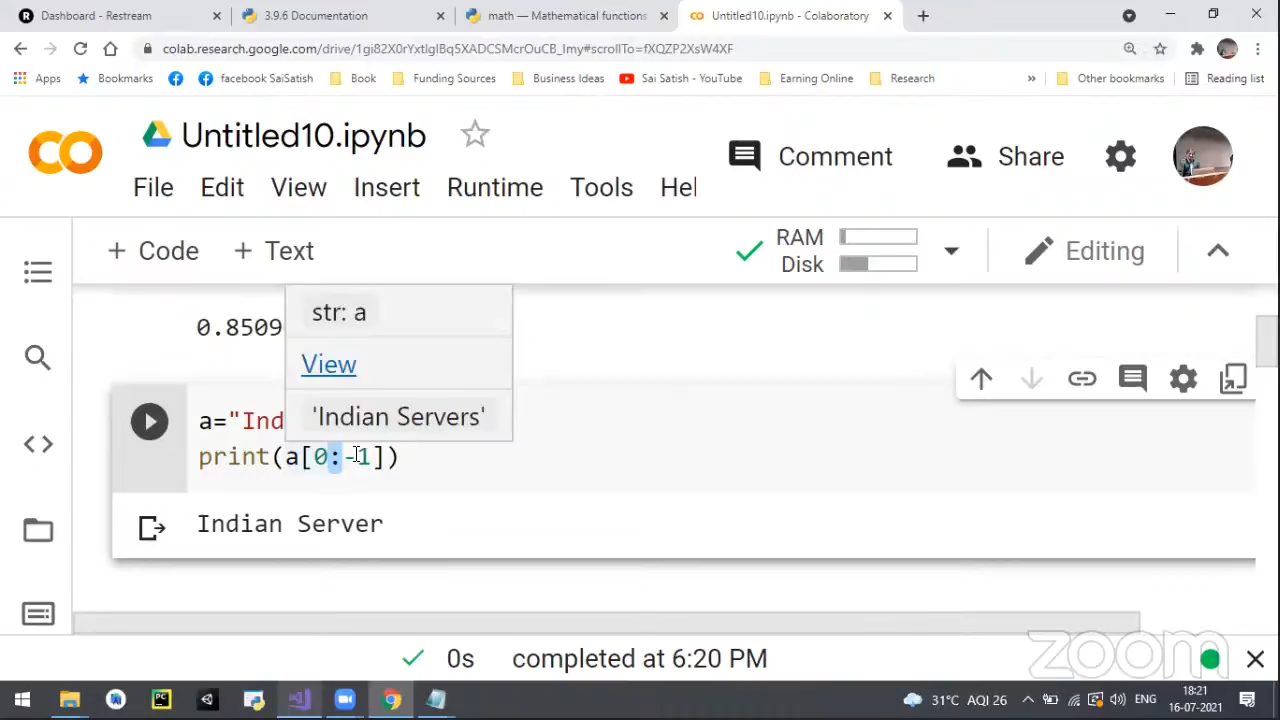 Dashboard - Restream
3.9.6 Documentation
math — Mathematical functions
Untitled10.ipynb - Colaboratory
colab.research.google.com/drive/1gi82X0rYxtlglBq5XADCSMcrOuCB_Imy#scrollTo=fXQZP2XsW4XF
Apps
Bookmarks
facebook SaiSatish
Book
Funding Sources
Business Ideas
Sai Satish - YouTube
Earning Online
Research
»
Other bookmarks
Reading list
Untitled10.ipynb
Comment
Share
File Edit View Insert Runtime Tools Hel
+ Code + Text
RAM
Disk
Editing
0.8509
str: a
View
'Indian Servers'
a="Ind
print(a[0:-1])
Indian Server
0s completed at 6:20 PM
zoom
31°C AQI 26
ENG
18:21
16-07-2021